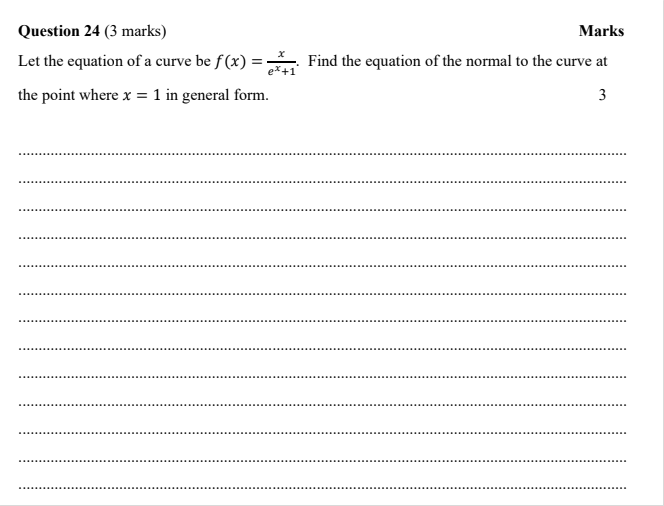 Question 24 (3 marks) Marks
Let the equation of a curve be f(x) = x/(eˣ+1). Find the equation of the normal to the curve at
the point where x = 1 in general form. 3